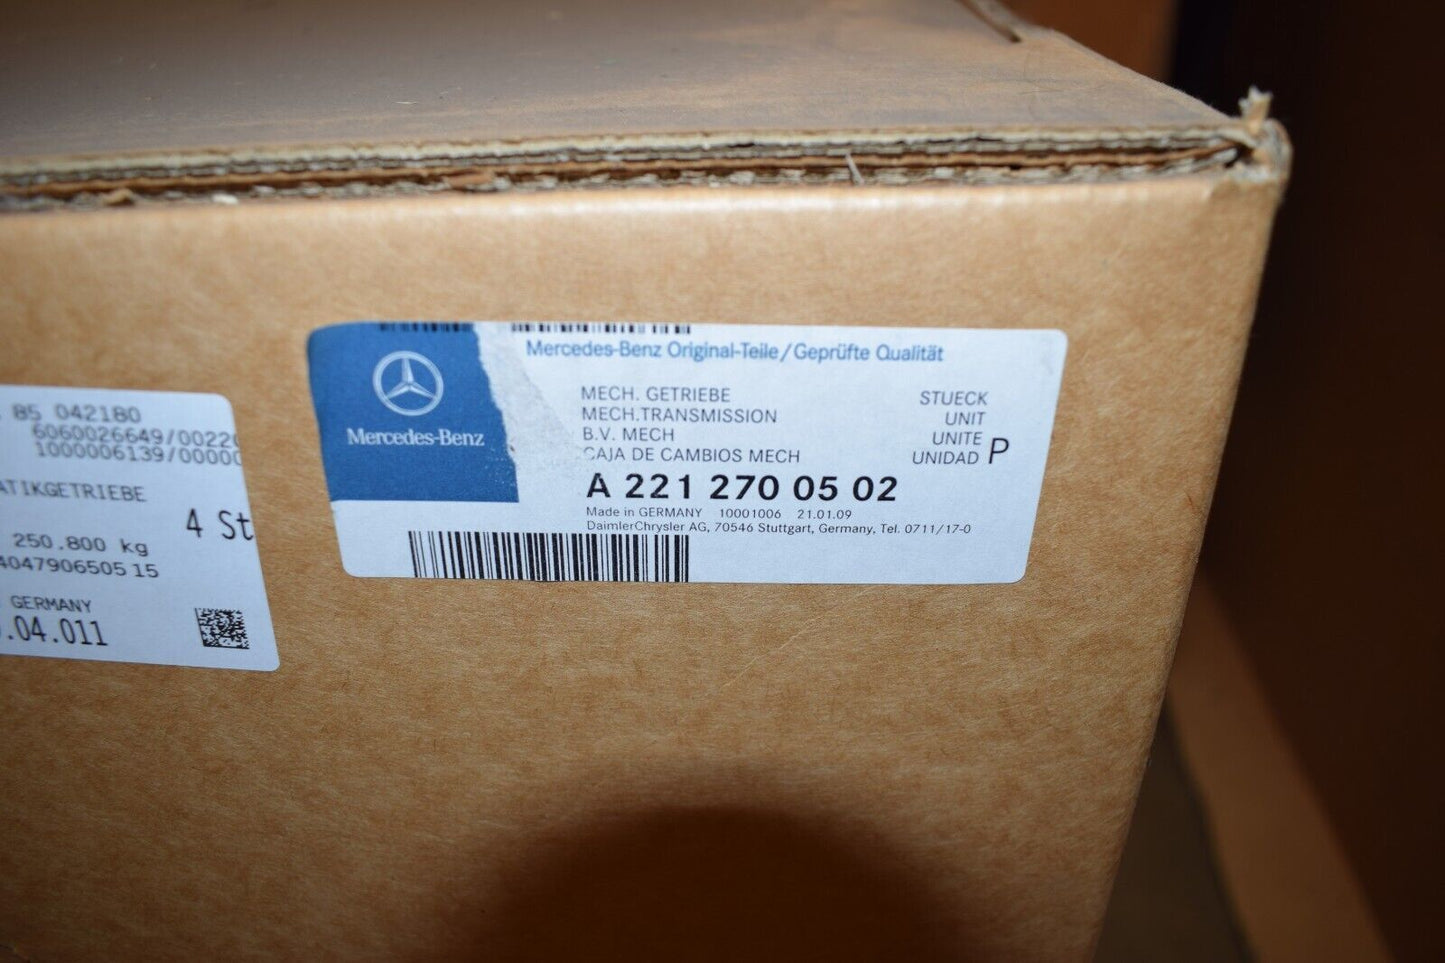 85 042180
6060026649/0022
1000006139/0000
ATIKGETRIEBE
4 St
250.800 kg
4047906505 15
GERMANY
.04.011
Mercedes-Benz
Mercedes-Benz Original-Teile/Geprüfte Qualität
MECH. GETRIEBE STUECK
MECH.TRANSMISSION UNIT
B.V. MECH UNITE
CAJA DE CAMBIOS MECH UNIDAD P
A 221 270 05 02
Made in GERMANY 10001006 21.01.09
DaimlerChrysler AG, 70546 Stuttgart, Germany, Tel. 0711/17-0